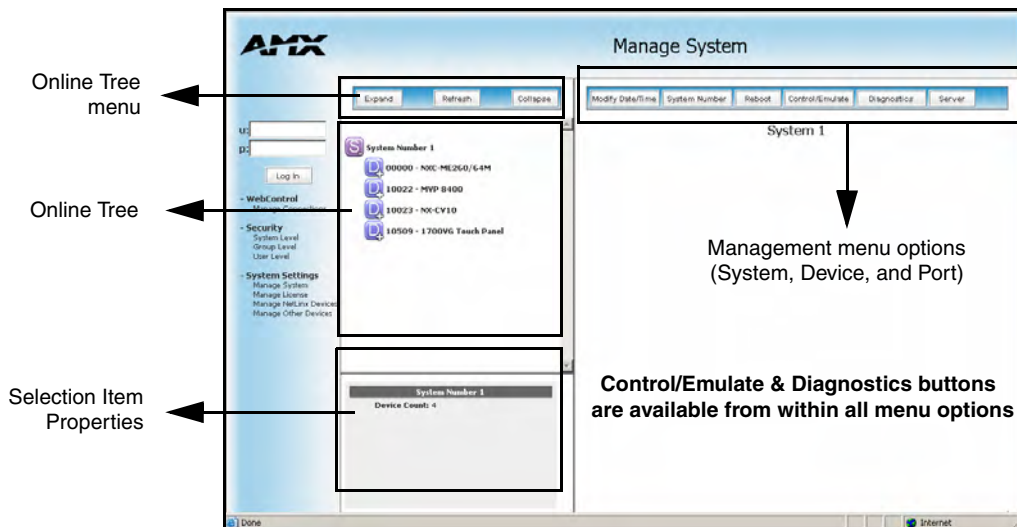 AMX
Manage System
Online Tree
menu
Expand
Refresh
Collapse
Modify Date/Time
System Number
Reboot
Control/Emulate
Diagnostics
Server
u:
p:
Log In
System 1
System Number 1
00000 - NXC-ME260/64M
10022 - MVP 8400
10023 - NX-CV10
10509 - 1700VG Touch Panel
Online Tree
- WebControl
Manage Connections
- Security
System Level
Group Level
User Level
- System Settings
Manage System
Manage License
Manage NetLinx Devices
Manage Other Devices
Management menu options
(System, Device, and Port)
Selection Item
Properties
System Number 1
Device Count: 4
Control/Emulate & Diagnostics buttons
are available from within all menu options
Done
Internet